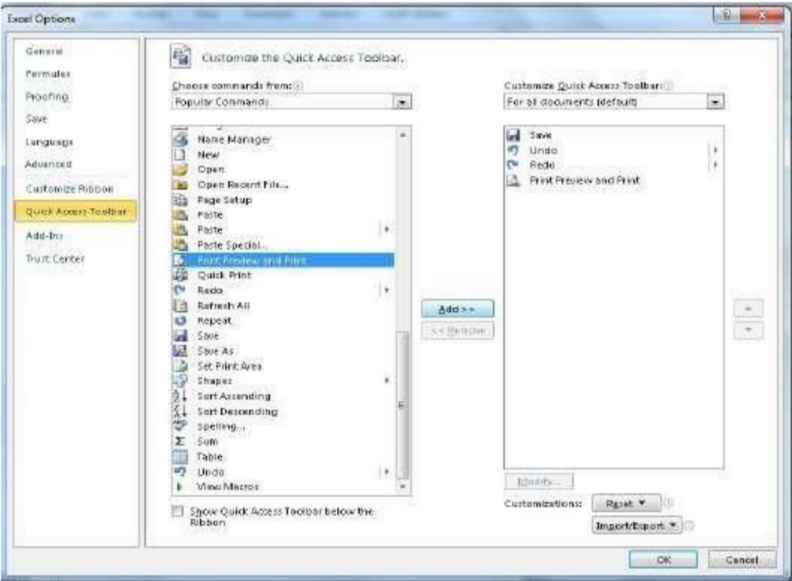 Excel Options
General
Formulas
Proofing
Save
Language
Advanced
Customize Ribbon
Quick Access Toolbar
Add-Ins
Trust Center
Customize the Quick Access Toolbar.
Choose commands from:
Popular Commands
Name Manager
New
Open
Open Recent File...
Page Setup
Paste
Paste
Paste Special...
Print Preview and Print
Quick Print
Redo
Refresh All
Repeat
Save
Save As
Set Print Area
Shapes
Sort Ascending
Sort Descending
Spelling...
Sum
Table
Undo
View Macros
Show Quick Access Toolbar below the
Ribbon
Add >>
<< Remove
Customize Quick Access Toolbar:
For all documents (default)
Save
Undo
Redo
Print Preview and Print
Modify...
Customizations:
Reset
Import/Export
OK
Cancel